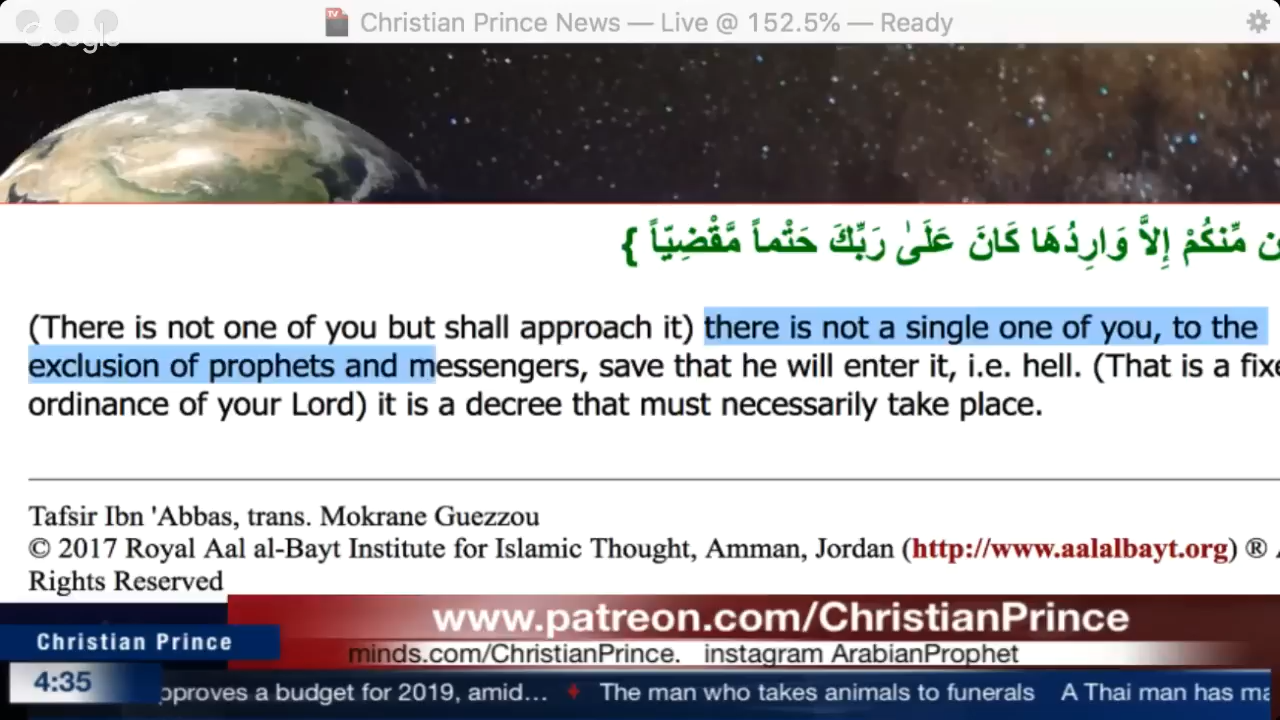 Christian Prince News — Live @ 152.5% — Ready
Google
مِّنكُمْ إِلاَّ وَارِدُهَا كَانَ عَلَىٰ رَبِّكَ حَتْماً مَّقْضِيّاً }
(There is not one of you but shall approach it) there is not a single one of you, to the
exclusion of prophets and messengers, save that he will enter it, i.e. hell. (That is a
ordinance of your Lord) it is a decree that must necessarily take place.
Tafsir Ibn 'Abbas, trans. Mokrane Guezzou
© 2017 Royal Aal al-Bayt Institute for Islamic Thought, Amman, Jordan (http://www.aalalbayt.org) ®
Rights Reserved
www.patreon.com/ChristianPrince
Christian Prince
minds.com/ChristianPrince. instagram ArabianProphet
4:35
a budget for 2019, amid... ♦ The man who takes animals to funerals A Thai man has